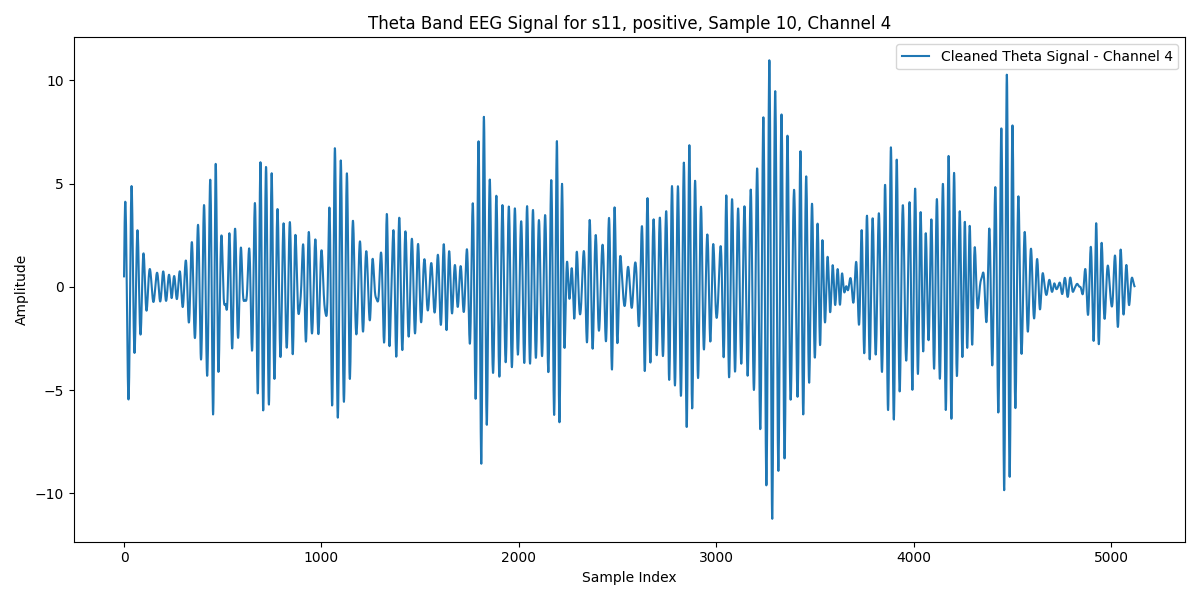 Theta Band EEG Signal for s11, positive, Sample 10, Channel 4
Cleaned Theta Signal - Channel 4
10
5
0
−5
−10
Amplitude
0 1000 2000 3000 4000 5000
Sample Index